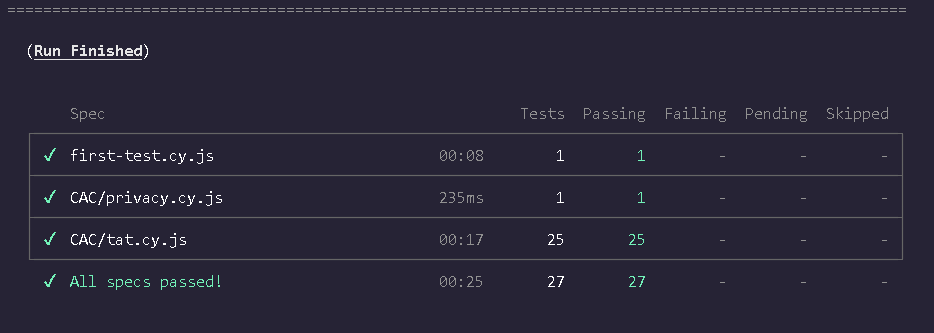 ====================================================================================================
(Run Finished)
Spec Tests Passing Failing Pending Skipped
✓ first-test.cy.js 00:08 1 1 - - -
✓ CAC/privacy.cy.js 235ms 1 1 - - -
✓ CAC/tat.cy.js 00:17 25 25 - - -
✓ All specs passed! 00:25 27 27 - - -